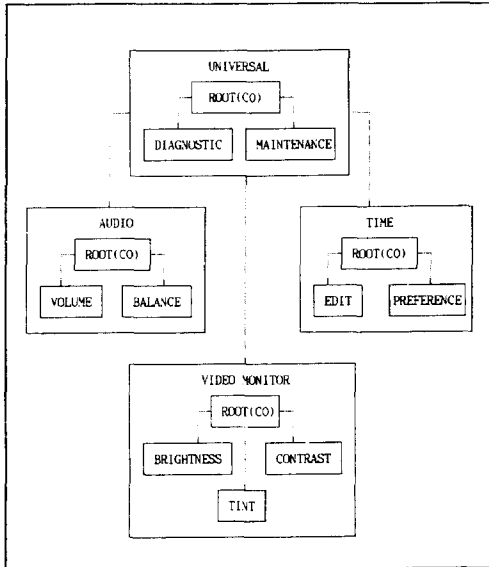 UNIVERSAL
ROOT(CO)
DIAGNOSTIC
MAINTENANCE
AUDIO
ROOT(CO)
VOLUME
BALANCE
TIME
ROOT(CO)
EDIT
PREFERENCE
VIDEO MONITOR
ROOT(CO)
BRIGHTNESS
CONTRAST
TINT